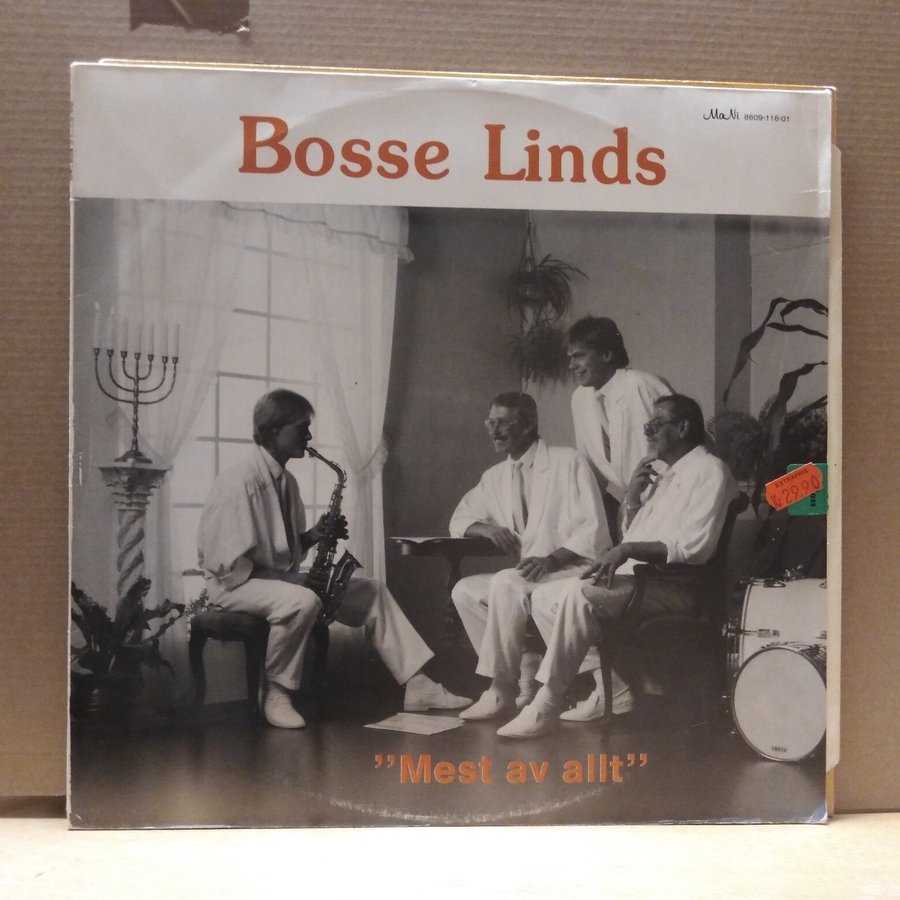 MaNi 8609-116-01
Bosse Linds
EXTRAPRIS
29.90
"Mest av allt"